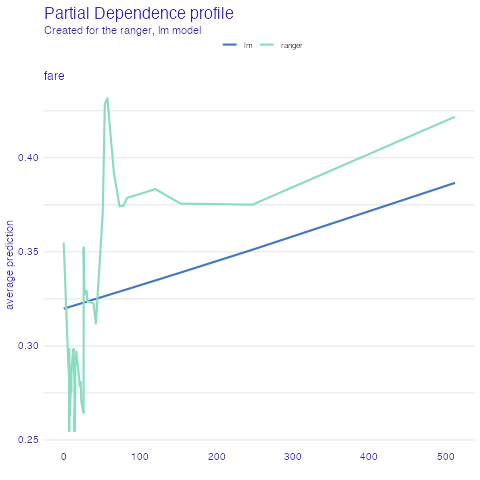 Partial Dependence profile
Created for the ranger, lm model
lm ranger
fare
average prediction
0.40
0.35
0.30
0.25
0 100 200 300 400 500